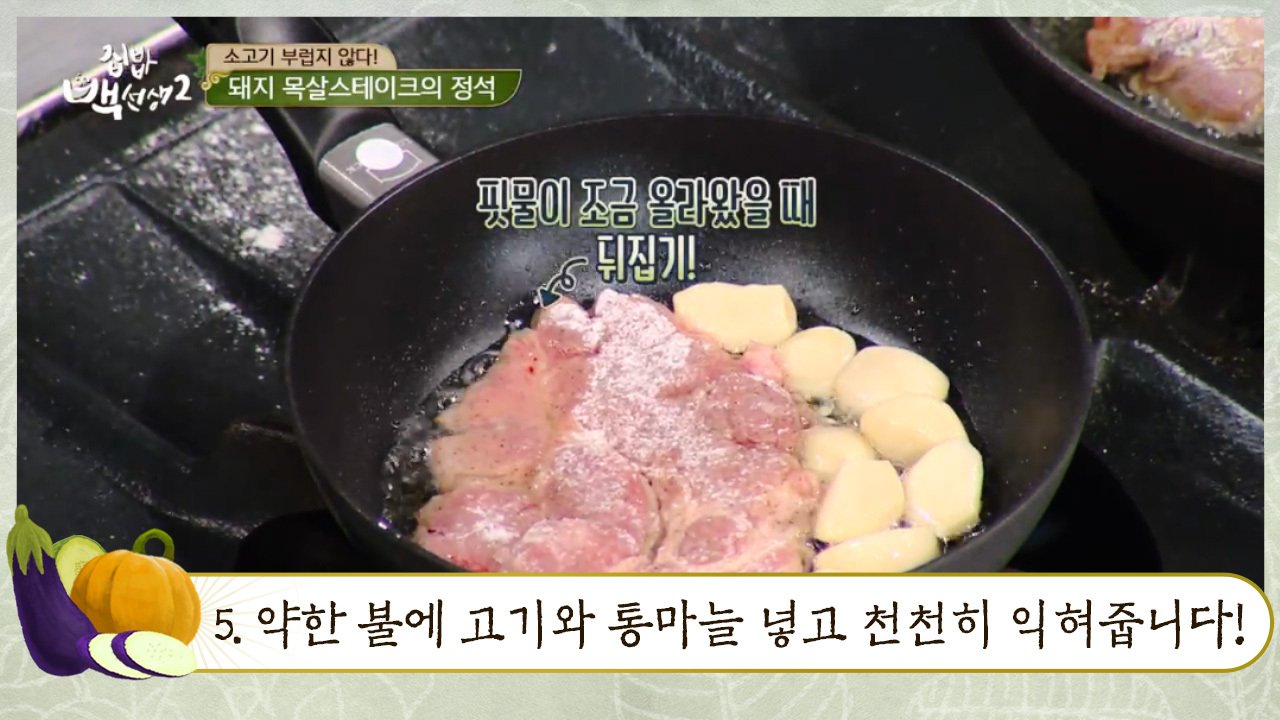 집밥
백선생2
소고기 부럽지 않다!
돼지 목살스테이크의 정석
핏물이 조금 올라왔을 때
뒤집기!
5. 약한 불에 고기와 통마늘 넣고 천천히 익혀줍니다!